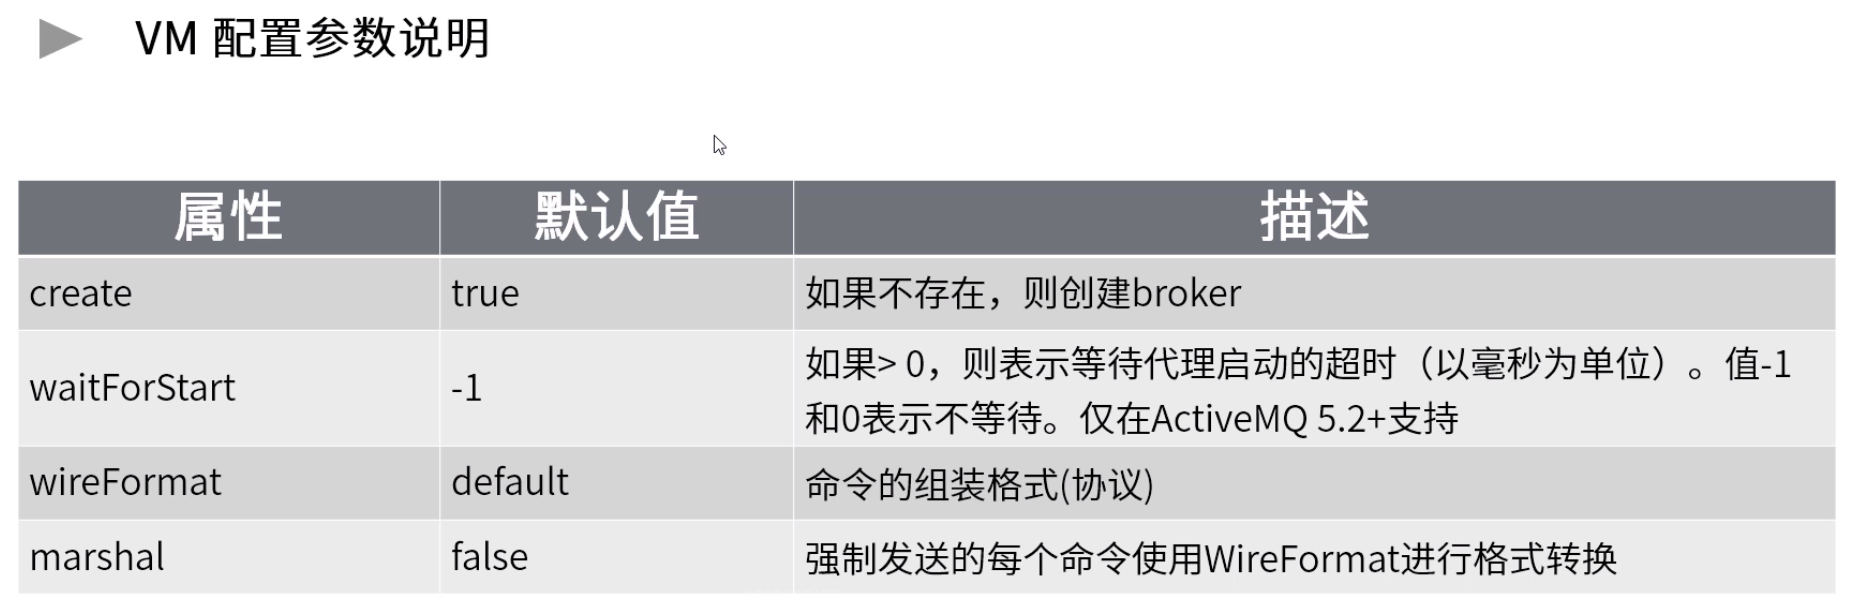 VM 配置参数说明
属性 默认值 描述
create true 如果不存在，则创建broker
waitForStart -1 如果> 0，则表示等待代理启动的超时（以毫秒为单位）。值-1
和0表示不等待。仅在ActiveMQ 5.2+支持
wireFormat default 命令的组装格式(协议)
marshal false 强制发送的每个命令使用WireFormat进行格式转换